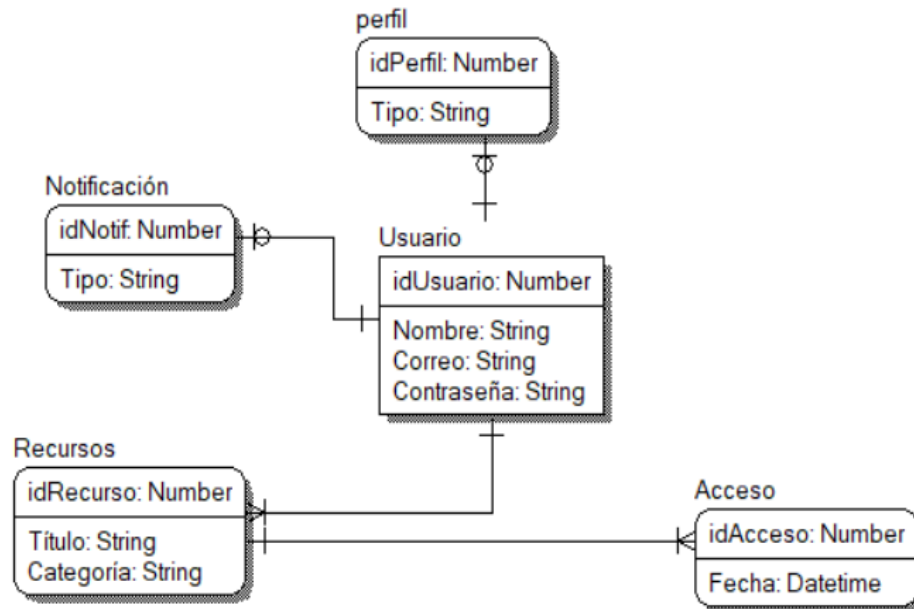 perfil
idPerfil: Number
Tipo: String
Notificación
idNotif: Number
Tipo: String
Usuario
idUsuario: Number
Nombre: String
Correo: String
Contraseña: String
Recursos
idRecurso: Number
Título: String
Categoría: String
Acceso
idAcceso: Number
Fecha: Datetime